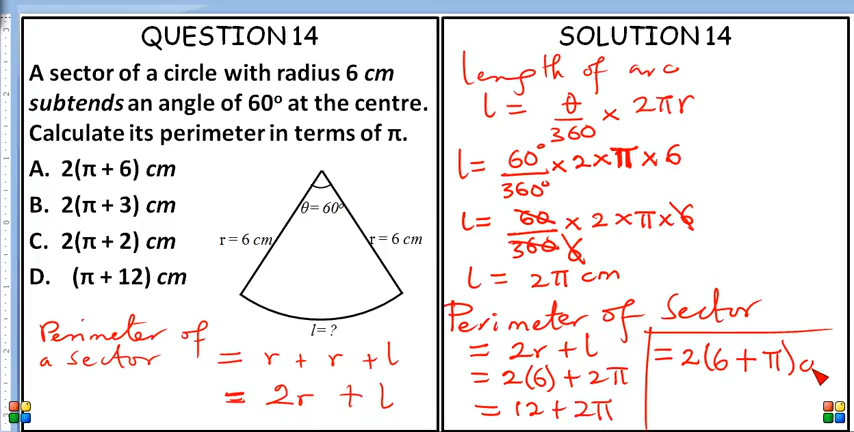 QUESTION 14
A sector of a circle with radius 6 cm
subtends an angle of 60° at the centre.
Calculate its perimeter in terms of π.
A. 2(π + 6) cm
B. 2(π + 3) cm
C. 2(π + 2) cm
D. (π + 12) cm
θ= 60°
r = 6 cm
r = 6 cm
l= ?
Perimeter of
a sector
= r + r + l
= 2r + l
SOLUTION 14
Length of arc
l = θ/360 × 2πr
l = 60°/360° × 2 × π × 6
l = 60/360 6 × 2 × π × 6
l = 2π cm
Perimeter of Sector
= 2r + l
= 2(6) + 2π
= 12 + 2π
= 2(6 + π) c